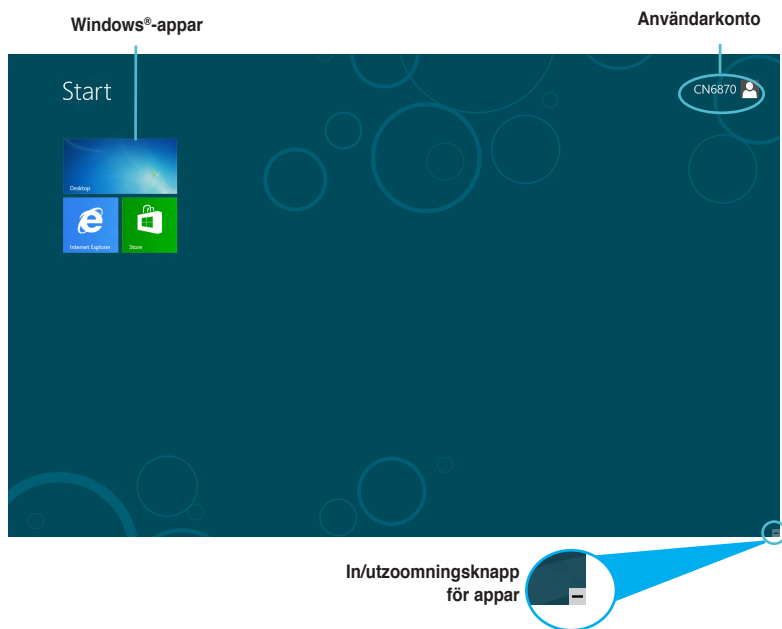 Windows®-appar
Användarkonto
Start
CN6870
Desktop
Internet Explorer
Store
In/utzoomningsknapp
för appar